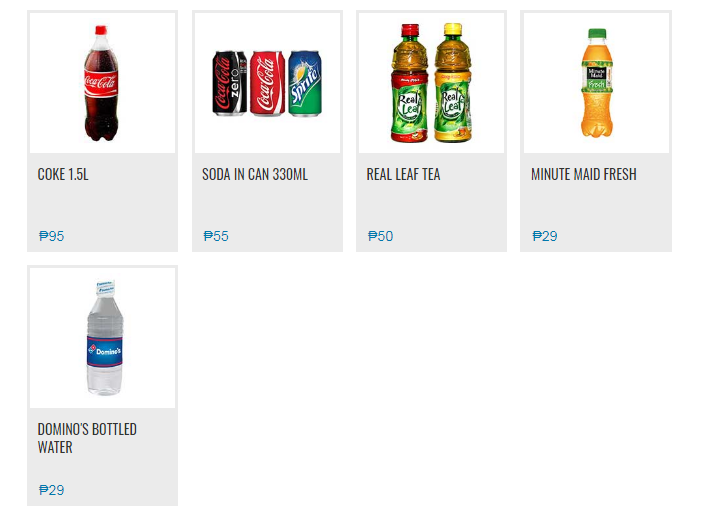 Coca-Cola
Coca-Cola
zero
Coca-Cola
Sprite
Real
Leaf
Real
Leaf
Minute
Maid
Fresh
COKE 1.5L
SODA IN CAN 330ML
REAL LEAF TEA
MINUTE MAID FRESH
₱95
₱55
₱50
₱29
Domino's
DOMINO'S BOTTLED
WATER
₱29